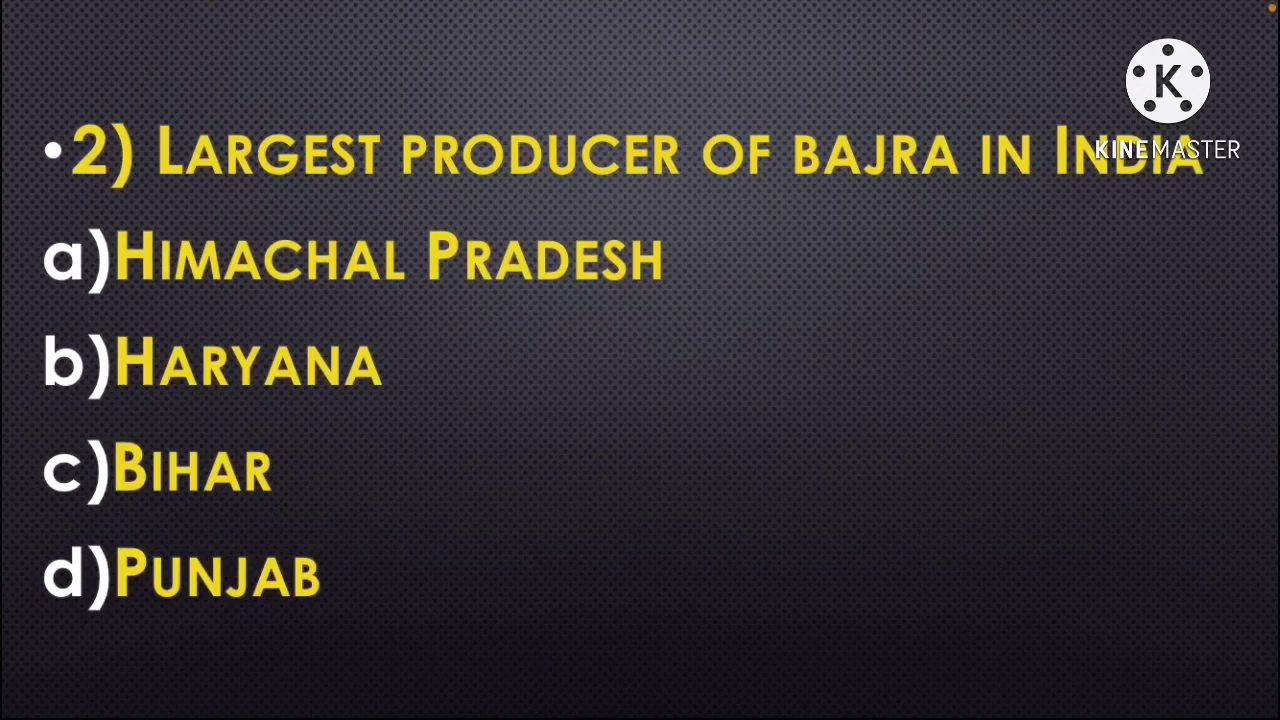 K
KINEMASTER
• 2) LARGEST PRODUCER OF BAJRA IN INDIA
a)HIMACHAL PRADESH
b)HARYANA
c)BIHAR
d)PUNJAB